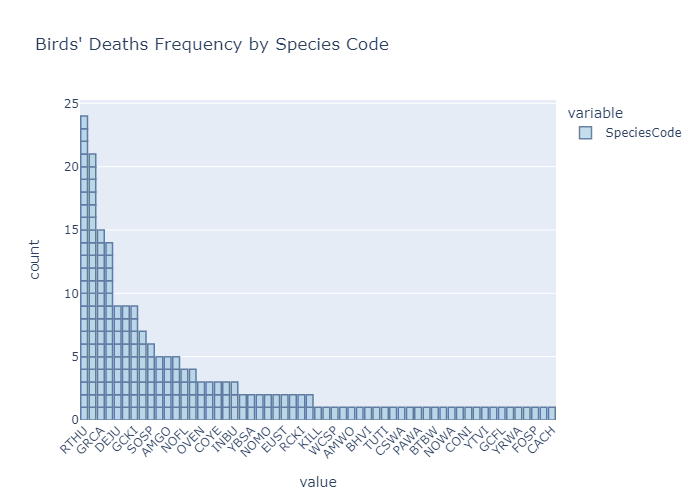 Birds' Deaths Frequency by Species Code
variable
SpeciesCode
25
20
15
10
5
0
count
RTHU
GRCA
DEJU
GCKI
SOSP
AMGO
NOFL
OVEN
COYE
INBU
YBSA
NOMO
EUST
RCKI
KILL
WCSP
AMWO
BHVI
TUTI
CSWA
PAWA
BTBW
NOWA
CONI
YTVI
GCFL
YRWA
FOSP
CACH
value